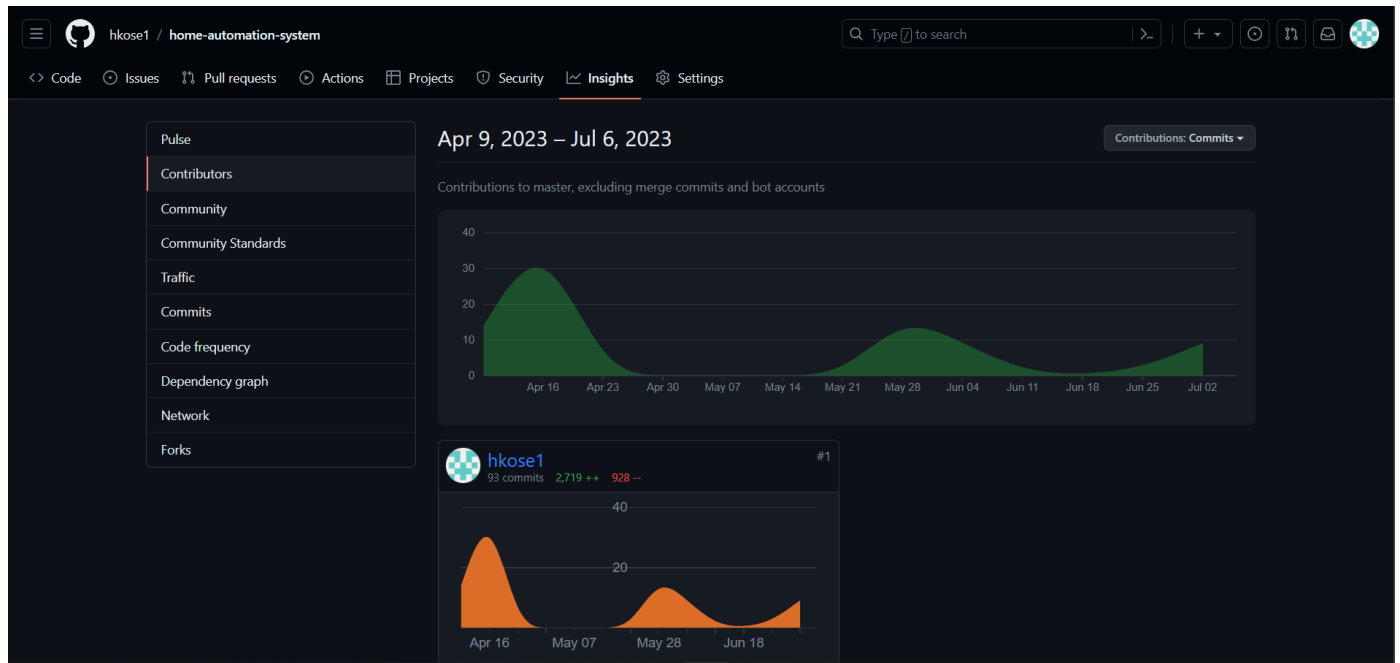 hkose1 / home-automation-system
Type / to search
Code Issues Pull requests Actions Projects Security Insights Settings
Pulse
Contributors
Community
Community Standards
Traffic
Commits
Code frequency
Dependency graph
Network
Forks
Apr 9, 2023 – Jul 6, 2023
Contributions: Commits
Contributions to master, excluding merge commits and bot accounts
40
30
20
10
0
Apr 16 Apr 23 Apr 30 May 07 May 14 May 21 May 28 Jun 04 Jun 11 Jun 18 Jun 25 Jul 02
hkose1 #1
93 commits 2,719 ++ 928 --
40
20
Apr 16 May 07 May 28 Jun 18